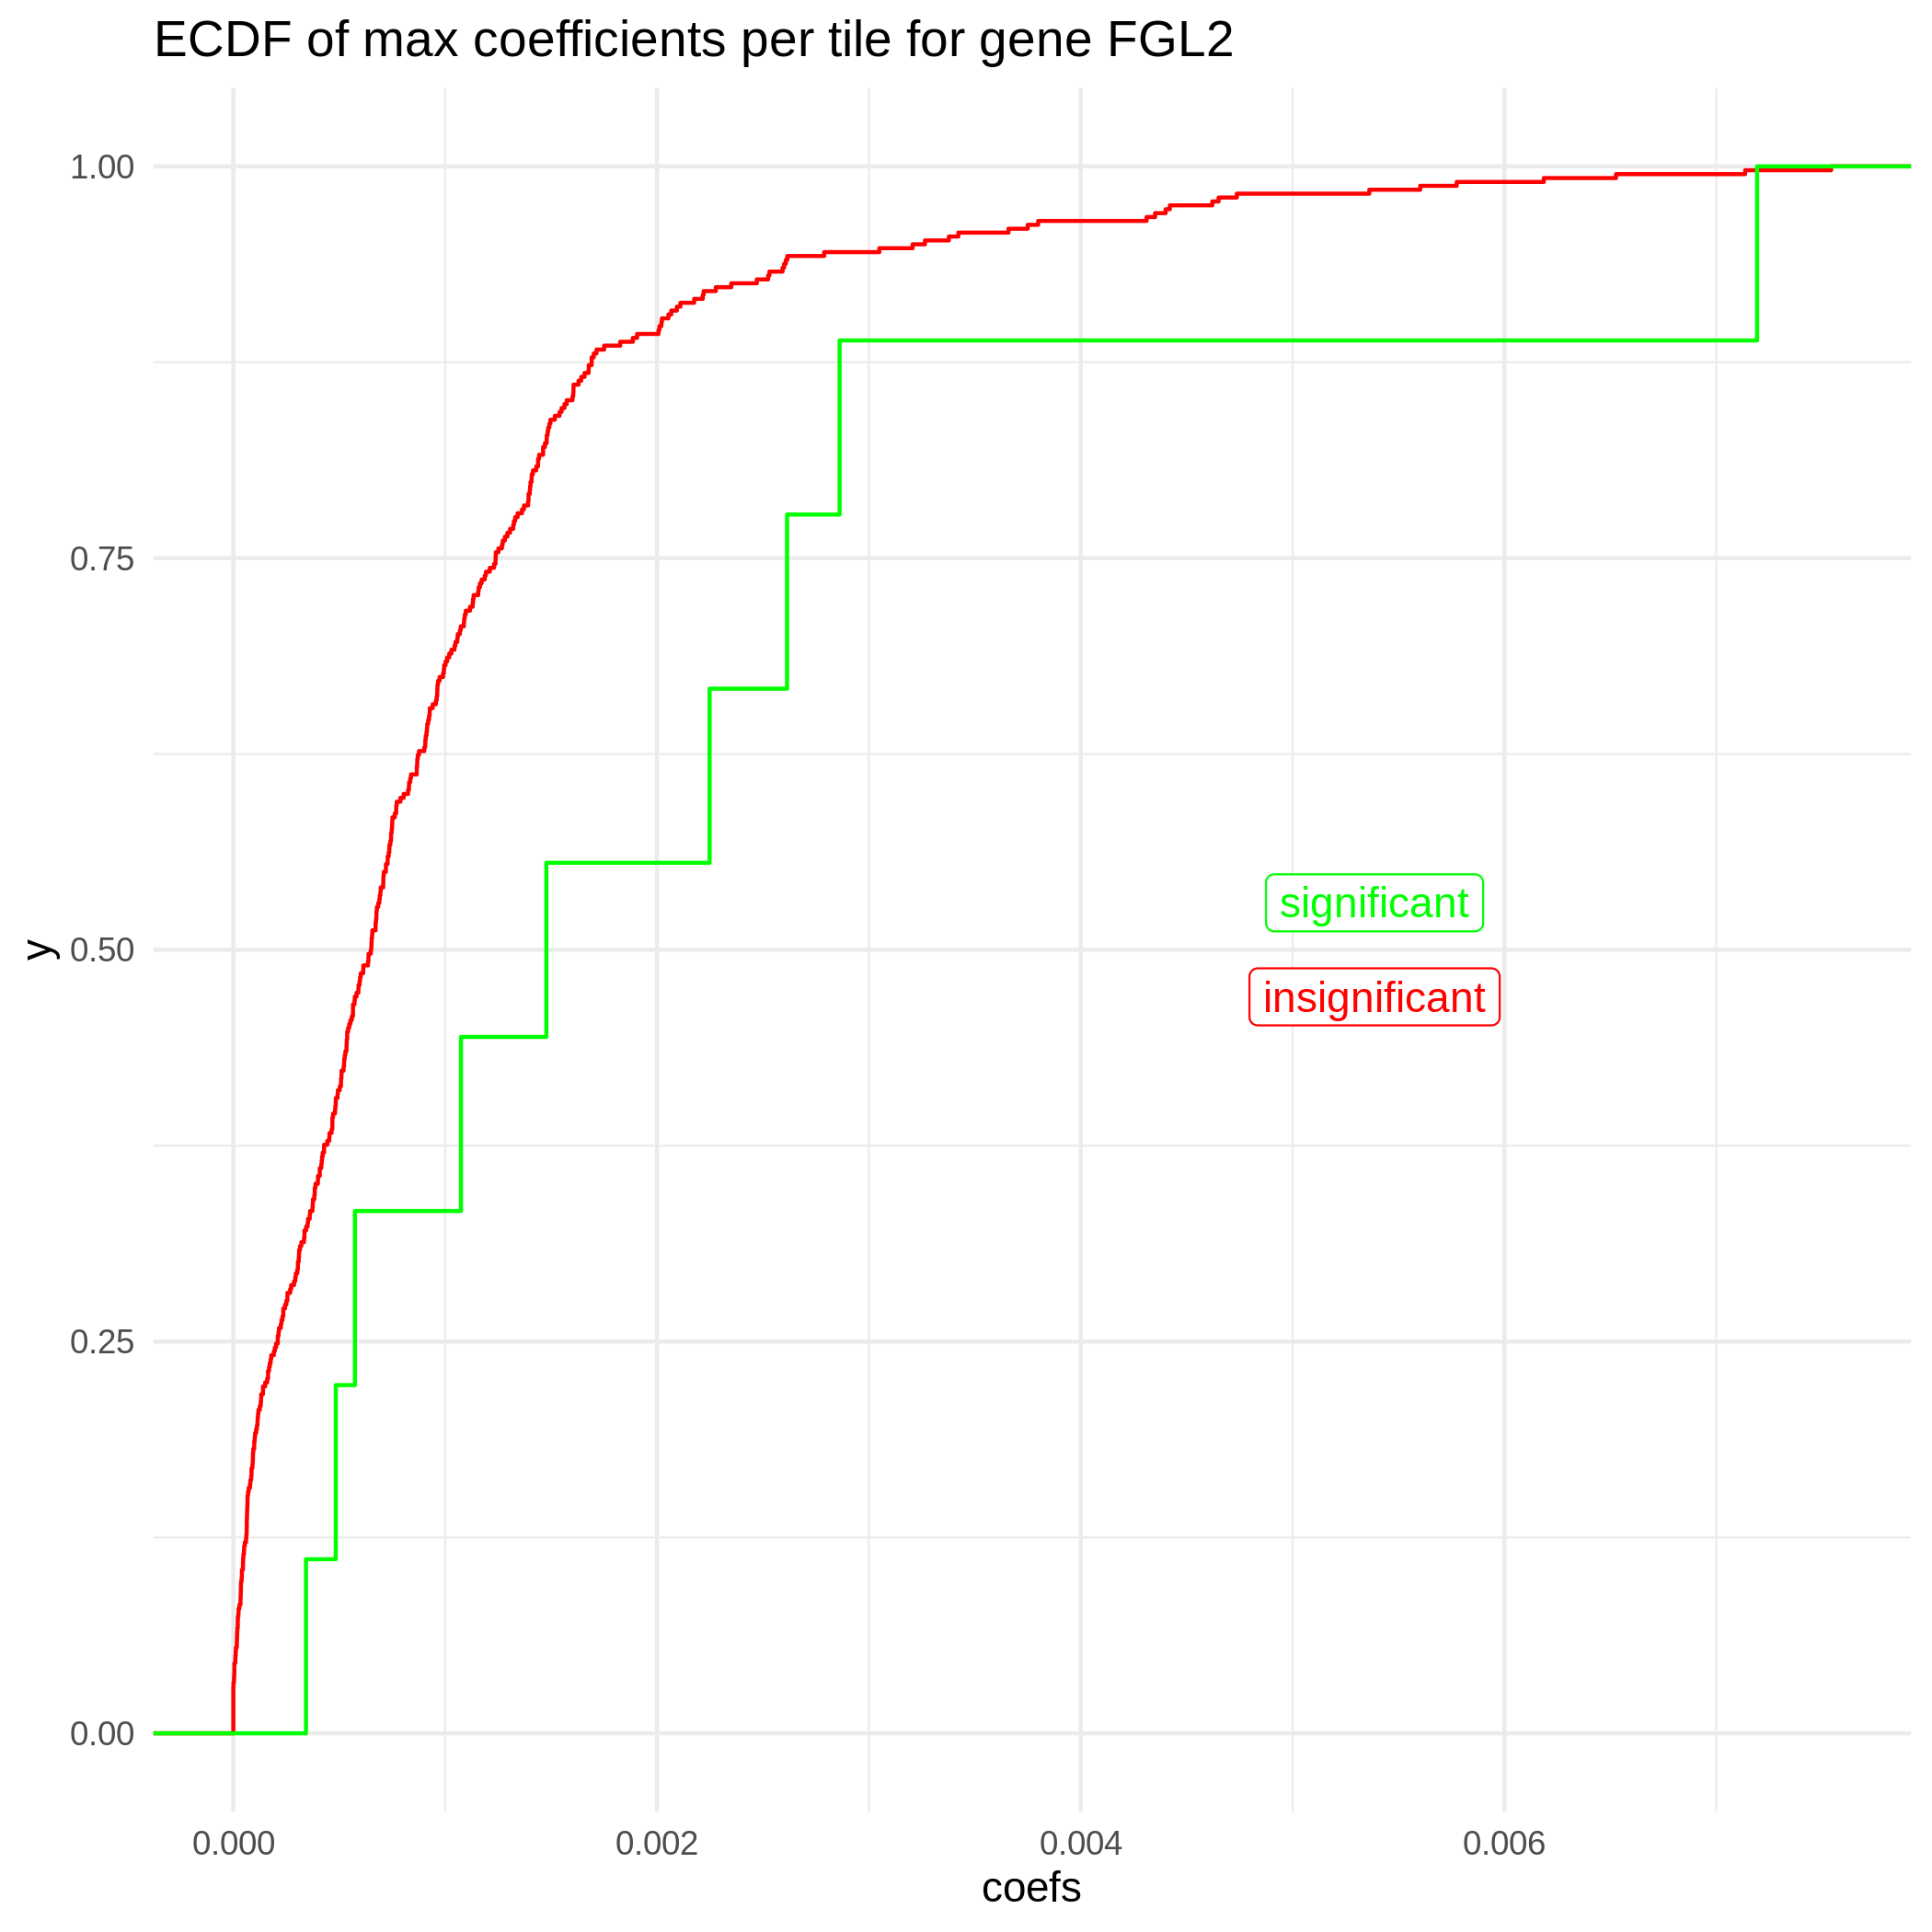 ECDF of max coefficients per tile for gene FGL2
1.00
0.75
0.50
0.25
0.00
y
significant
insignificant
0.000 0.002 0.004 0.006
coefs